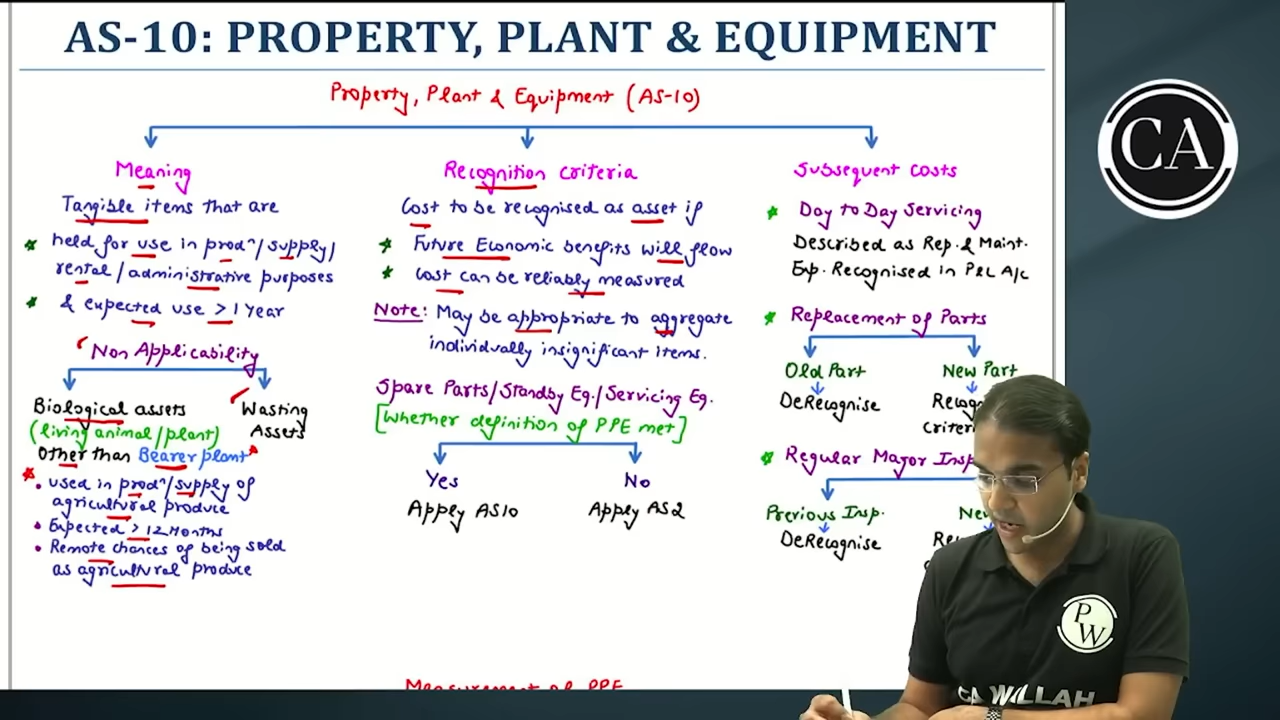 AS-10: PROPERTY, PLANT & EQUIPMENT
Property, Plant & Equipment (AS-10)
Meaning
Tangible items that are
held for use in prodⁿ/supply/
rental/administrative purposes
& expected use > 1 year
Non Applicability
Biological assets
(living animal/plant)
Other than Bearer plant
Wasting
Assets
• used in prodⁿ/supply of
agricultural produce
• Expected > 12 Months
• Remote chances of being sold
as agricultural produce
Recognition criteria
Cost to be recognised as asset if
Future Economic benefits will flow
Cost can be reliably measured
Note: May be appropriate to aggregate
individually insignificant items.
Spare Parts/Standby Eq./Servicing Eq.
[Whether definition of PPE met]
Yes
No
Apply AS10
Apply AS2
Subsequent costs
Day to Day Servicing
Described as Rep. & Maint.
Exp. Recognised in P&L A/c
Replacement of Parts
Old Part
New Part
DeRecognise
Regular Major
Previous Insp.
DeRecognise
Measurement of PPE
CA
PW
CA WALLAH